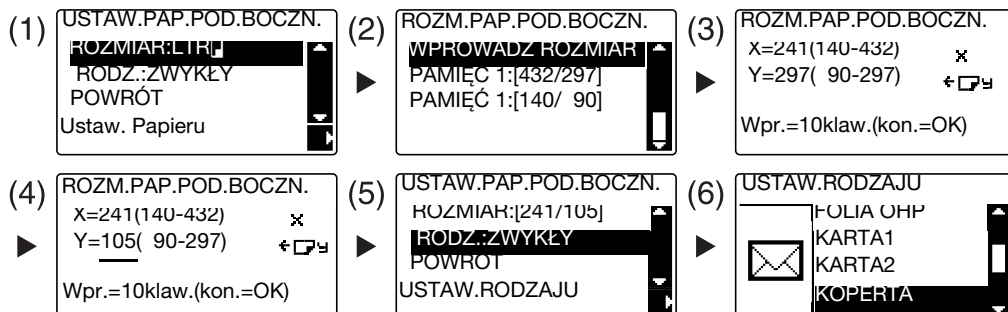 (1)
USTAW.PAP.POD.BOCZN.
ROZMIAR:LTR
RODZ.:ZWYKŁY
POWRÓT
Ustaw. Papieru
(2)
ROZM.PAP.POD.BOCZN.
WPROWADZ ROZMIAR
PAMIĘĆ 1:[432/297]
PAMIĘĆ 1:[140/ 90]
(3)
ROZM.PAP.POD.BOCZN.
X=241(140-432)
X
Y=297( 90-297)
Y
Wpr.=10klaw.(kon.=OK)
(4)
ROZM.PAP.POD.BOCZN.
X=241(140-432)
X
Y=105( 90-297)
Y
Wpr.=10klaw.(kon.=OK)
(5)
USTAW.PAP.POD.BOCZN.
ROZMIAR:[241/105]
RODZ.:ZWYKŁY
POWROT
USTAW.RODZAJU
(6)
USTAW.RODZAJU
FOLIA OHP
KARTA1
KARTA2
KOPERTA